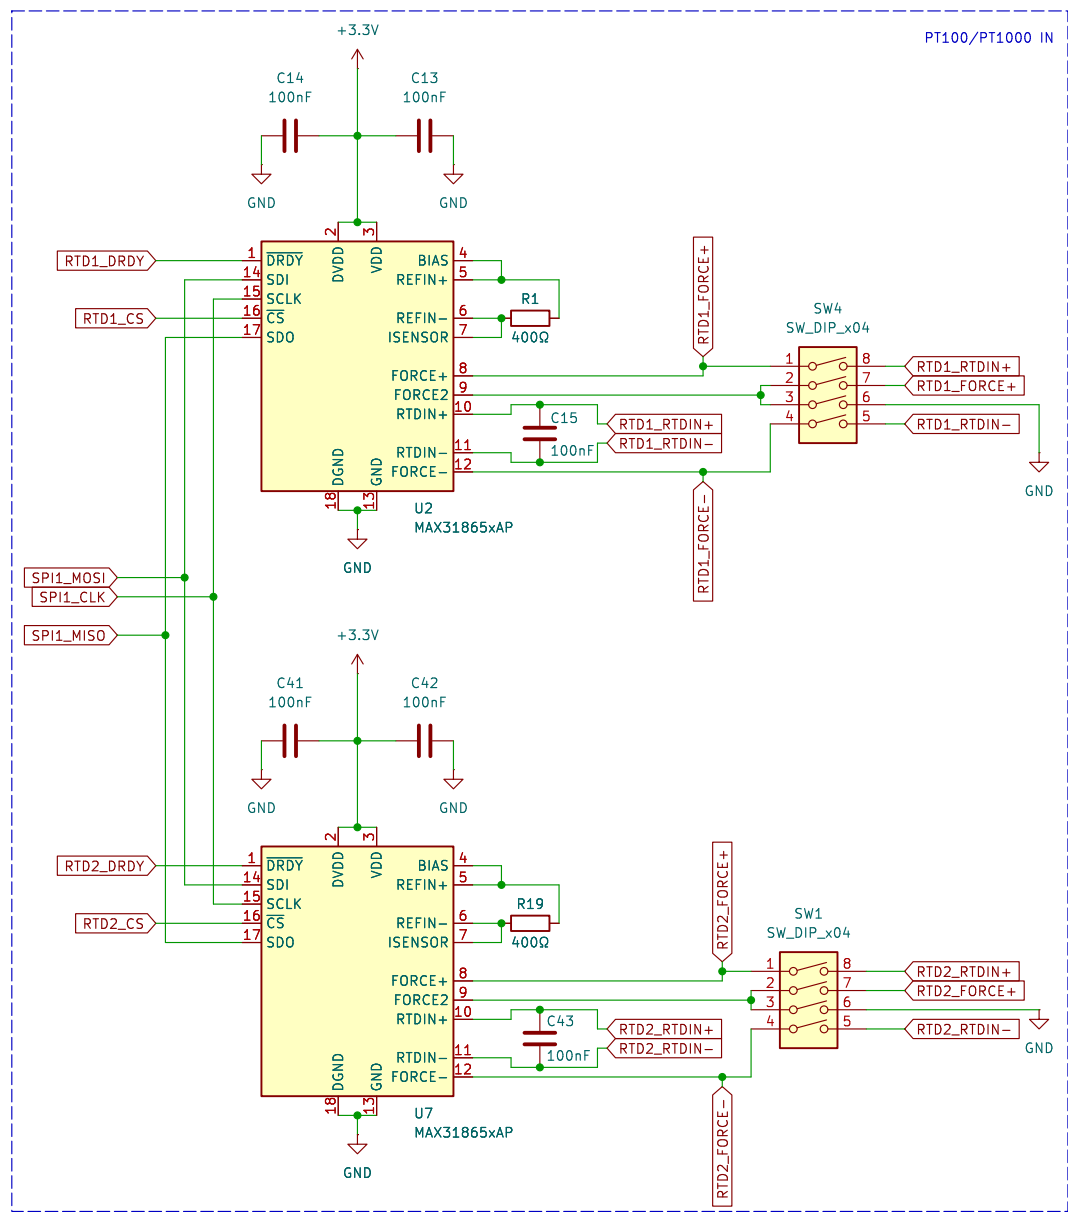 PT100/PT1000 IN
+3.3V
C14
100nF
C13
100nF
GND
GND
2
3
RTD1_DRDY
1
DRDY
DVDD
VDD
BIAS
4
14
SDI
REFIN+
5
15
SCLK
RTD1_CS
16
CS
REFIN-
6
R1
400Ω
17
SDO
ISENSOR
7
FORCE+
8
FORCE2
9
RTDIN+
10
RTDIN-
11
FORCE-
12
DGND
GND
18
13
U2
MAX31865xAP
GND
C15
100nF
RTD1_RTDIN+
RTD1_RTDIN-
RTD1_FORCE+
RTD1_FORCE-
SW4
SW_DIP_x04
1
8
RTD1_RTDIN+
2
7
RTD1_FORCE+
3
6
4
5
RTD1_RTDIN-
GND
SPI1_MOSI
SPI1_CLK
SPI1_MISO
+3.3V
C41
100nF
C42
100nF
GND
GND
2
3
RTD2_DRDY
1
DRDY
DVDD
VDD
BIAS
4
14
SDI
REFIN+
5
15
SCLK
RTD2_CS
16
CS
REFIN-
6
R19
400Ω
17
SDO
ISENSOR
7
FORCE+
8
FORCE2
9
RTDIN+
10
RTDIN-
11
FORCE-
12
DGND
GND
18
13
U7
MAX31865xAP
GND
C43
100nF
RTD2_RTDIN+
RTD2_RTDIN-
RTD2_FORCE+
RTD2_FORCE-
SW1
SW_DIP_x04
1
8
RTD2_RTDIN+
2
7
RTD2_FORCE+
3
6
4
5
RTD2_RTDIN-
GND